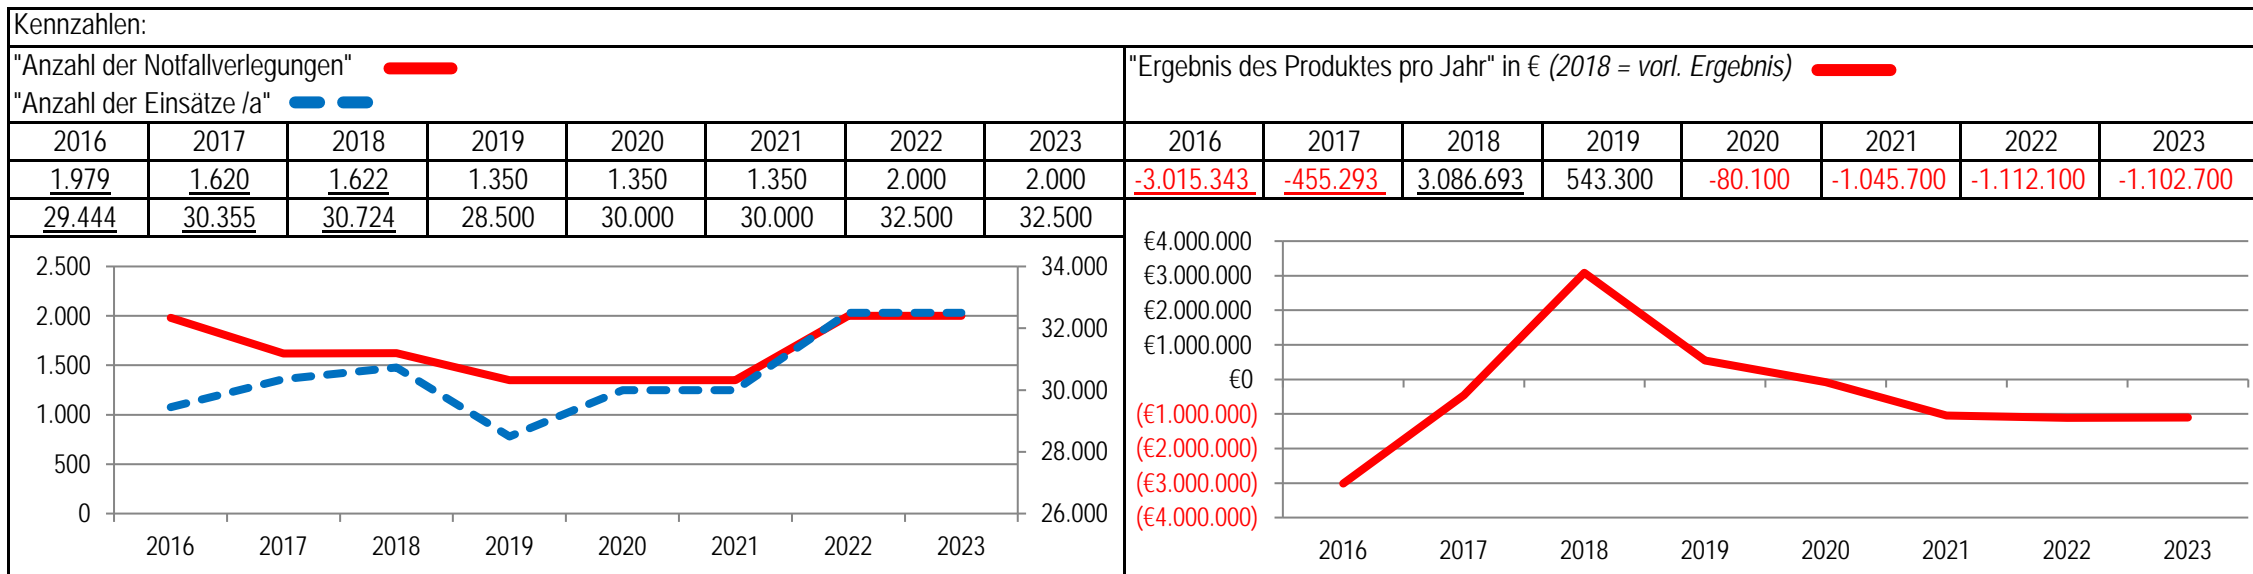 Kennzahlen:
"Anzahl der Notfallverlegungen"
"Anzahl der Einsätze /a"
2016 2017 2018 2019 2020 2021 2022 2023
1.979 1.620 1.622 1.350 1.350 1.350 2.000 2.000
29.444 30.355 30.724 28.500 30.000 30.000 32.500 32.500
2.500 34.000
2.000 32.000
1.500 30.000
1.000 28.000
500 26.000
0
2016 2017 2018 2019 2020 2021 2022 2023
"Ergebnis des Produktes pro Jahr" in € (2018 = vorl. Ergebnis)
2016 2017 2018 2019 2020 2021 2022 2023
-3.015.343 -455.293 3.086.693 543.300 -80.100 -1.045.700 -1.112.100 -1.102.700
€4.000.000
€3.000.000
€2.000.000
€1.000.000
€0
(€1.000.000)
(€2.000.000)
(€3.000.000)
(€4.000.000)
2016 2017 2018 2019 2020 2021 2022 2023